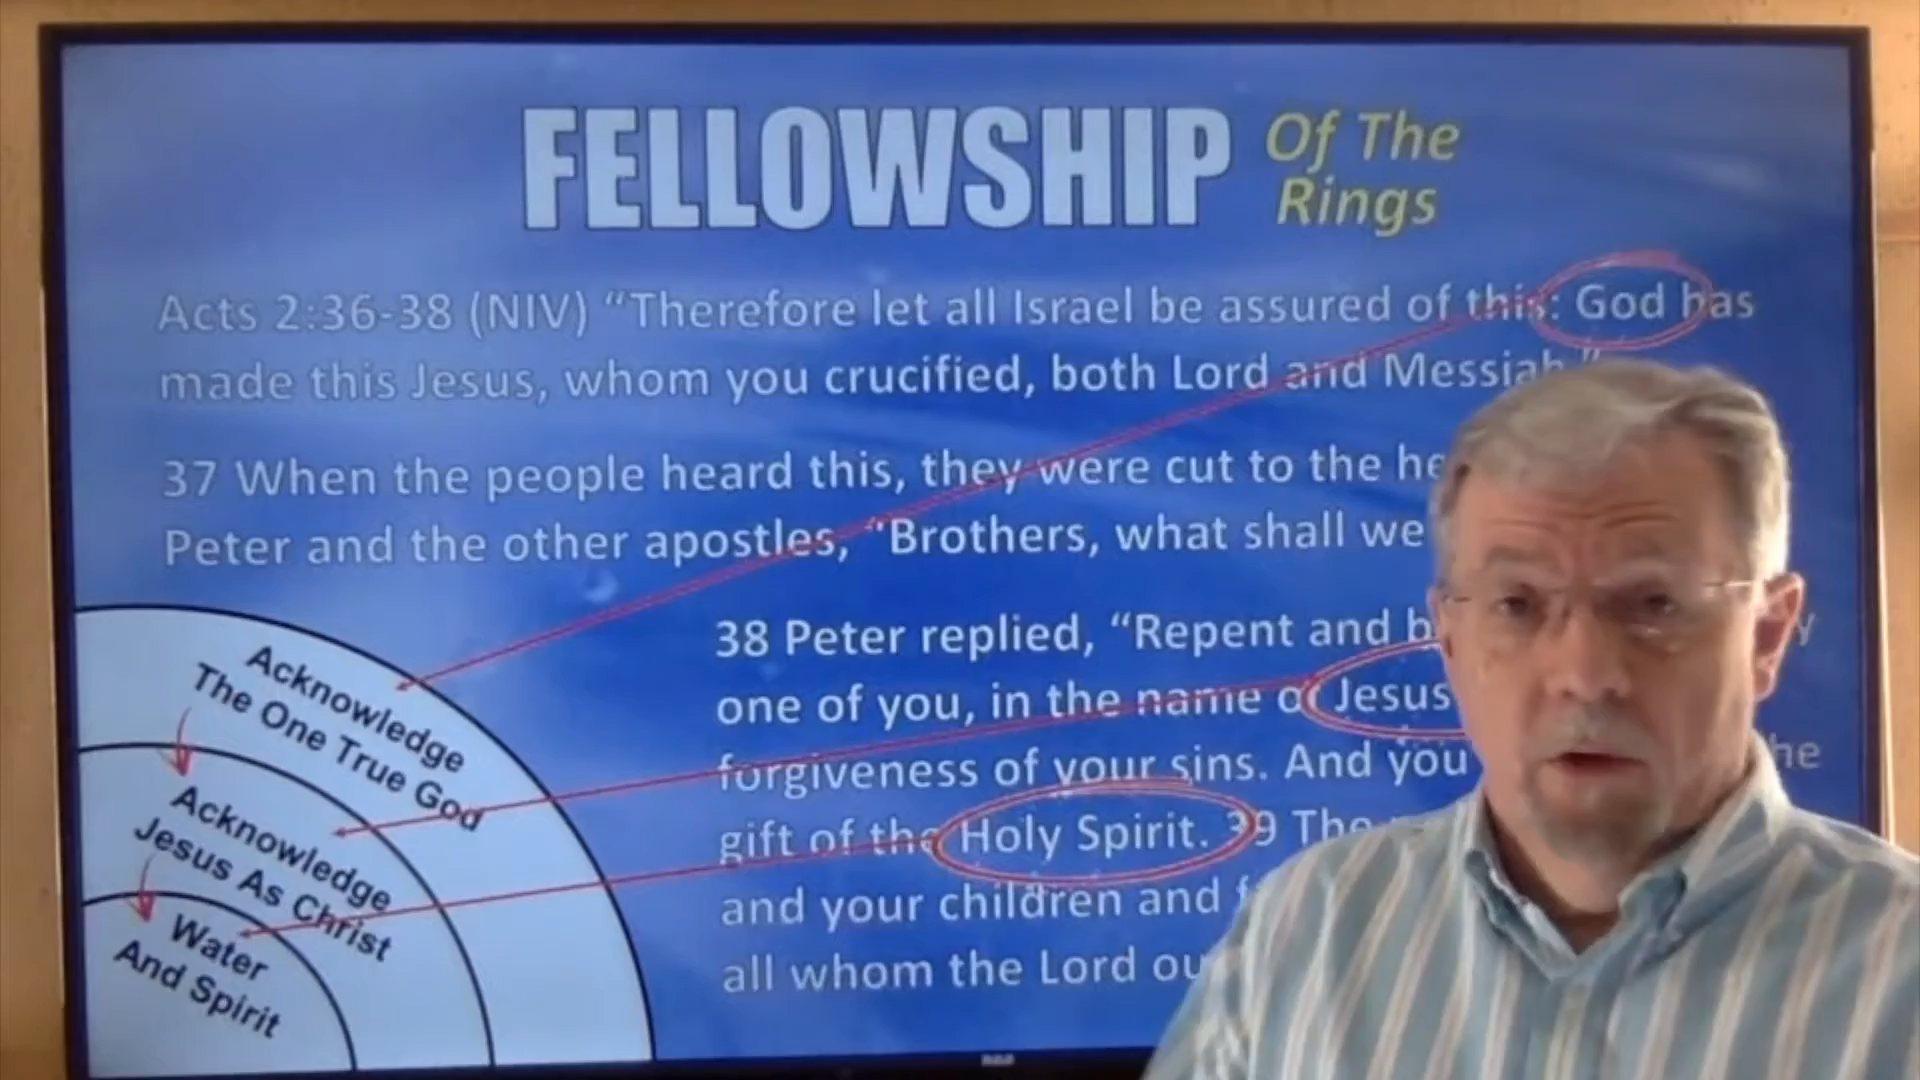 FELLOWSHIP Of The
Rings
Acts 2:36-38 (NIV) “Therefore let all Israel be assured of this: God has
made this Jesus, whom you crucified, both Lord and Messiah.”
37 When the people heard this, they were cut to the
Peter and the other apostles, “Brothers, what shall we
38 Peter replied, “Repent and
one of you, in the name of Jesus
forgiveness of your sins. And you
gift of the Holy Spirit. 39 The
and your children and
all whom the Lord
Acknowledge
The One True God
Acknowledge
Jesus As Christ
Water
And Spirit
RCA